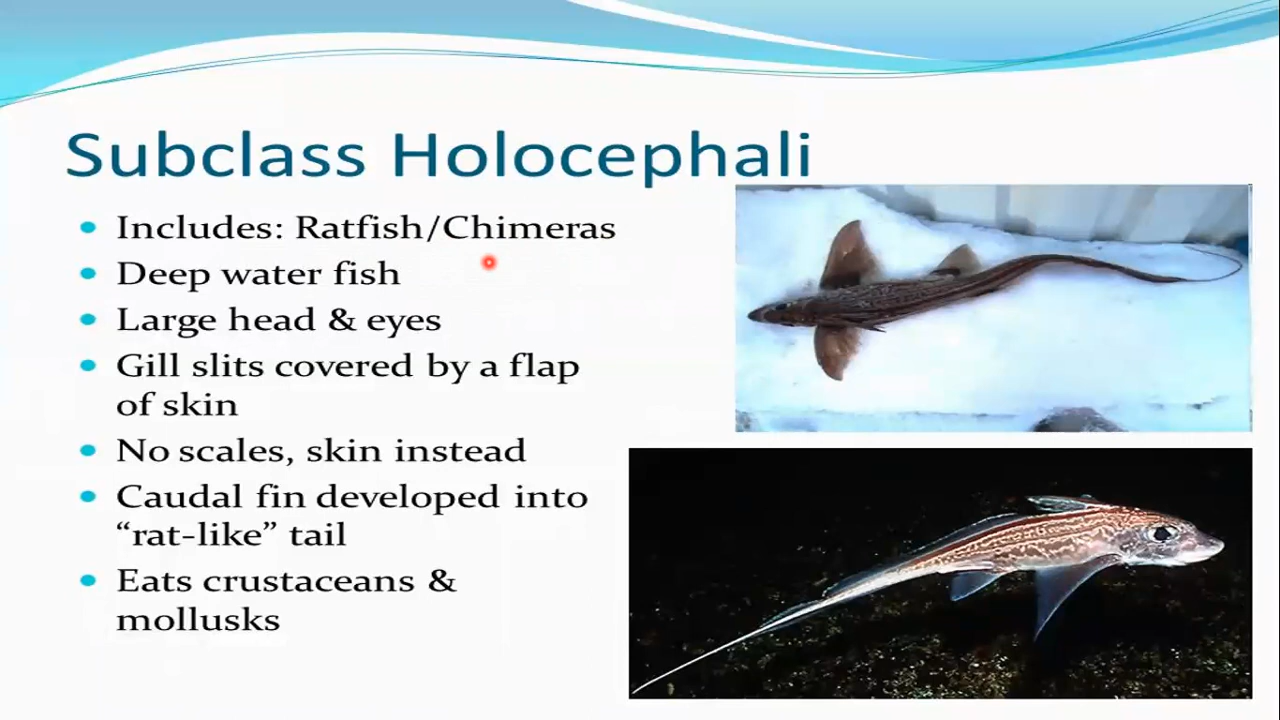 Subclass Holocephali
• Includes: Ratfish/Chimeras
• Deep water fish
• Large head & eyes
• Gill slits covered by a flap
of skin
• No scales, skin instead
• Caudal fin developed into
“rat-like” tail
• Eats crustaceans &
mollusks